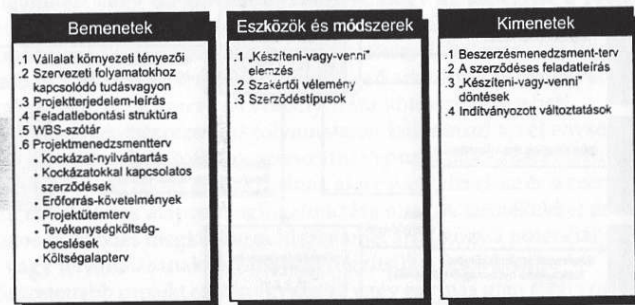 Bemenetek
.1 Vállalat környezeti tényezői
.2 Szervezeti folyamatokhoz
kapcsolódó tudásvagyon
.3 Projektterjedelem-leírás
.4 Feladatlebontási struktúra
.5 WBS-szótár
.6 Projektmenedzsmentterv
• Kockázat-nyilvántartás
• Kockázatokkal kapcsolatos
szerződések
• Erőforrás-követelmények
• Projektütemterv
• Tevékenységköltség-
becslések
• Költségalapterv
Eszközök és módszerek
.1 „Készíteni-vagy-venni”
elemzés
.2 Szakértői vélemény
.3 Szerződéstípusok
Kimenetek
.1 Beszerzésmenedzsment-terv
.2 A szerződéses feladatleírás
.3 „Készíteni-vagy-venni”
döntések
.4 Indítványozott változtatások